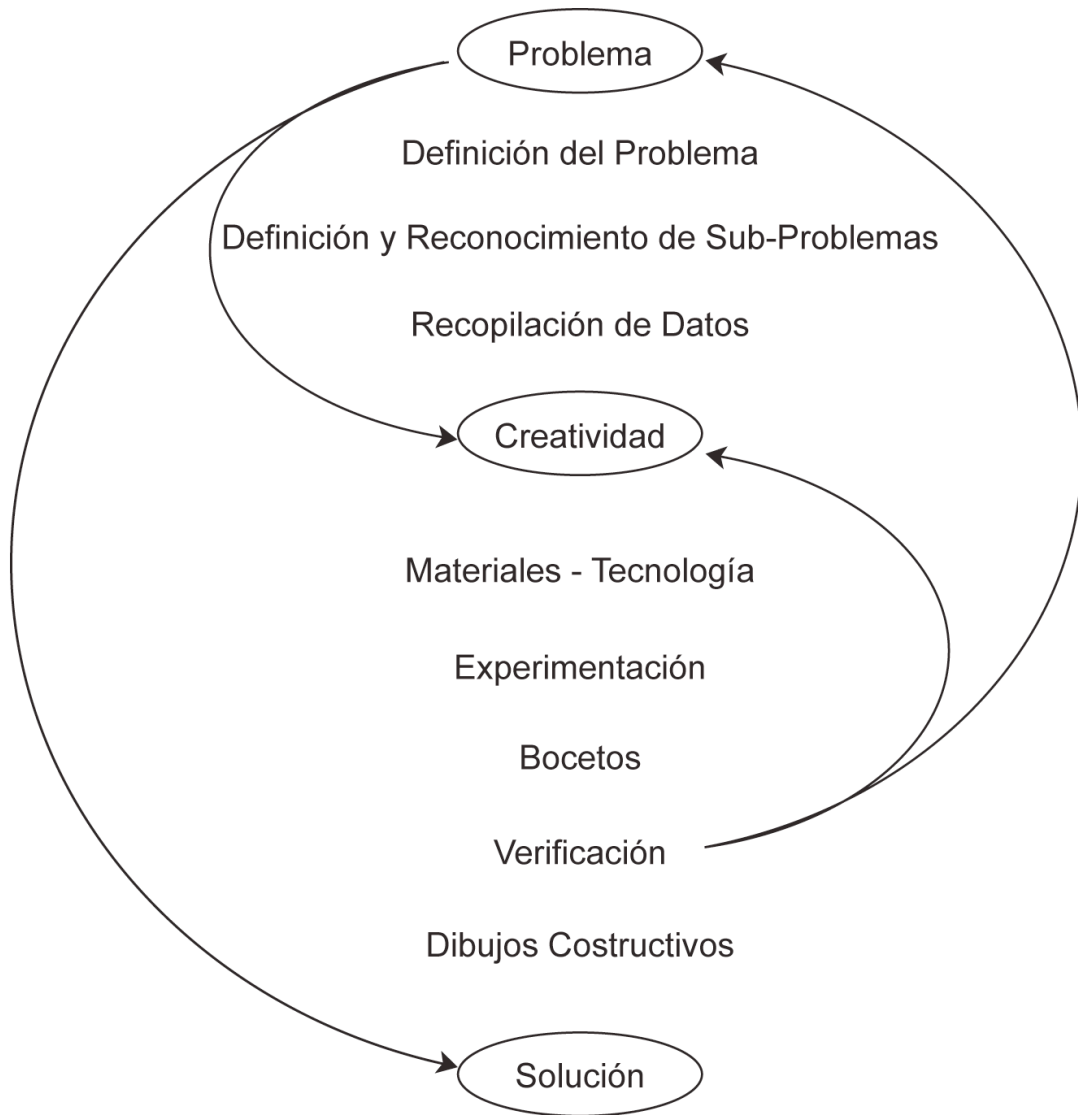 Problema
Definición del Problema
Definición y Reconocimiento de Sub-Problemas
Recopilación de Datos
Creatividad
Materiales - Tecnología
Experimentación
Bocetos
Verificación
Dibujos Costructivos
Solución